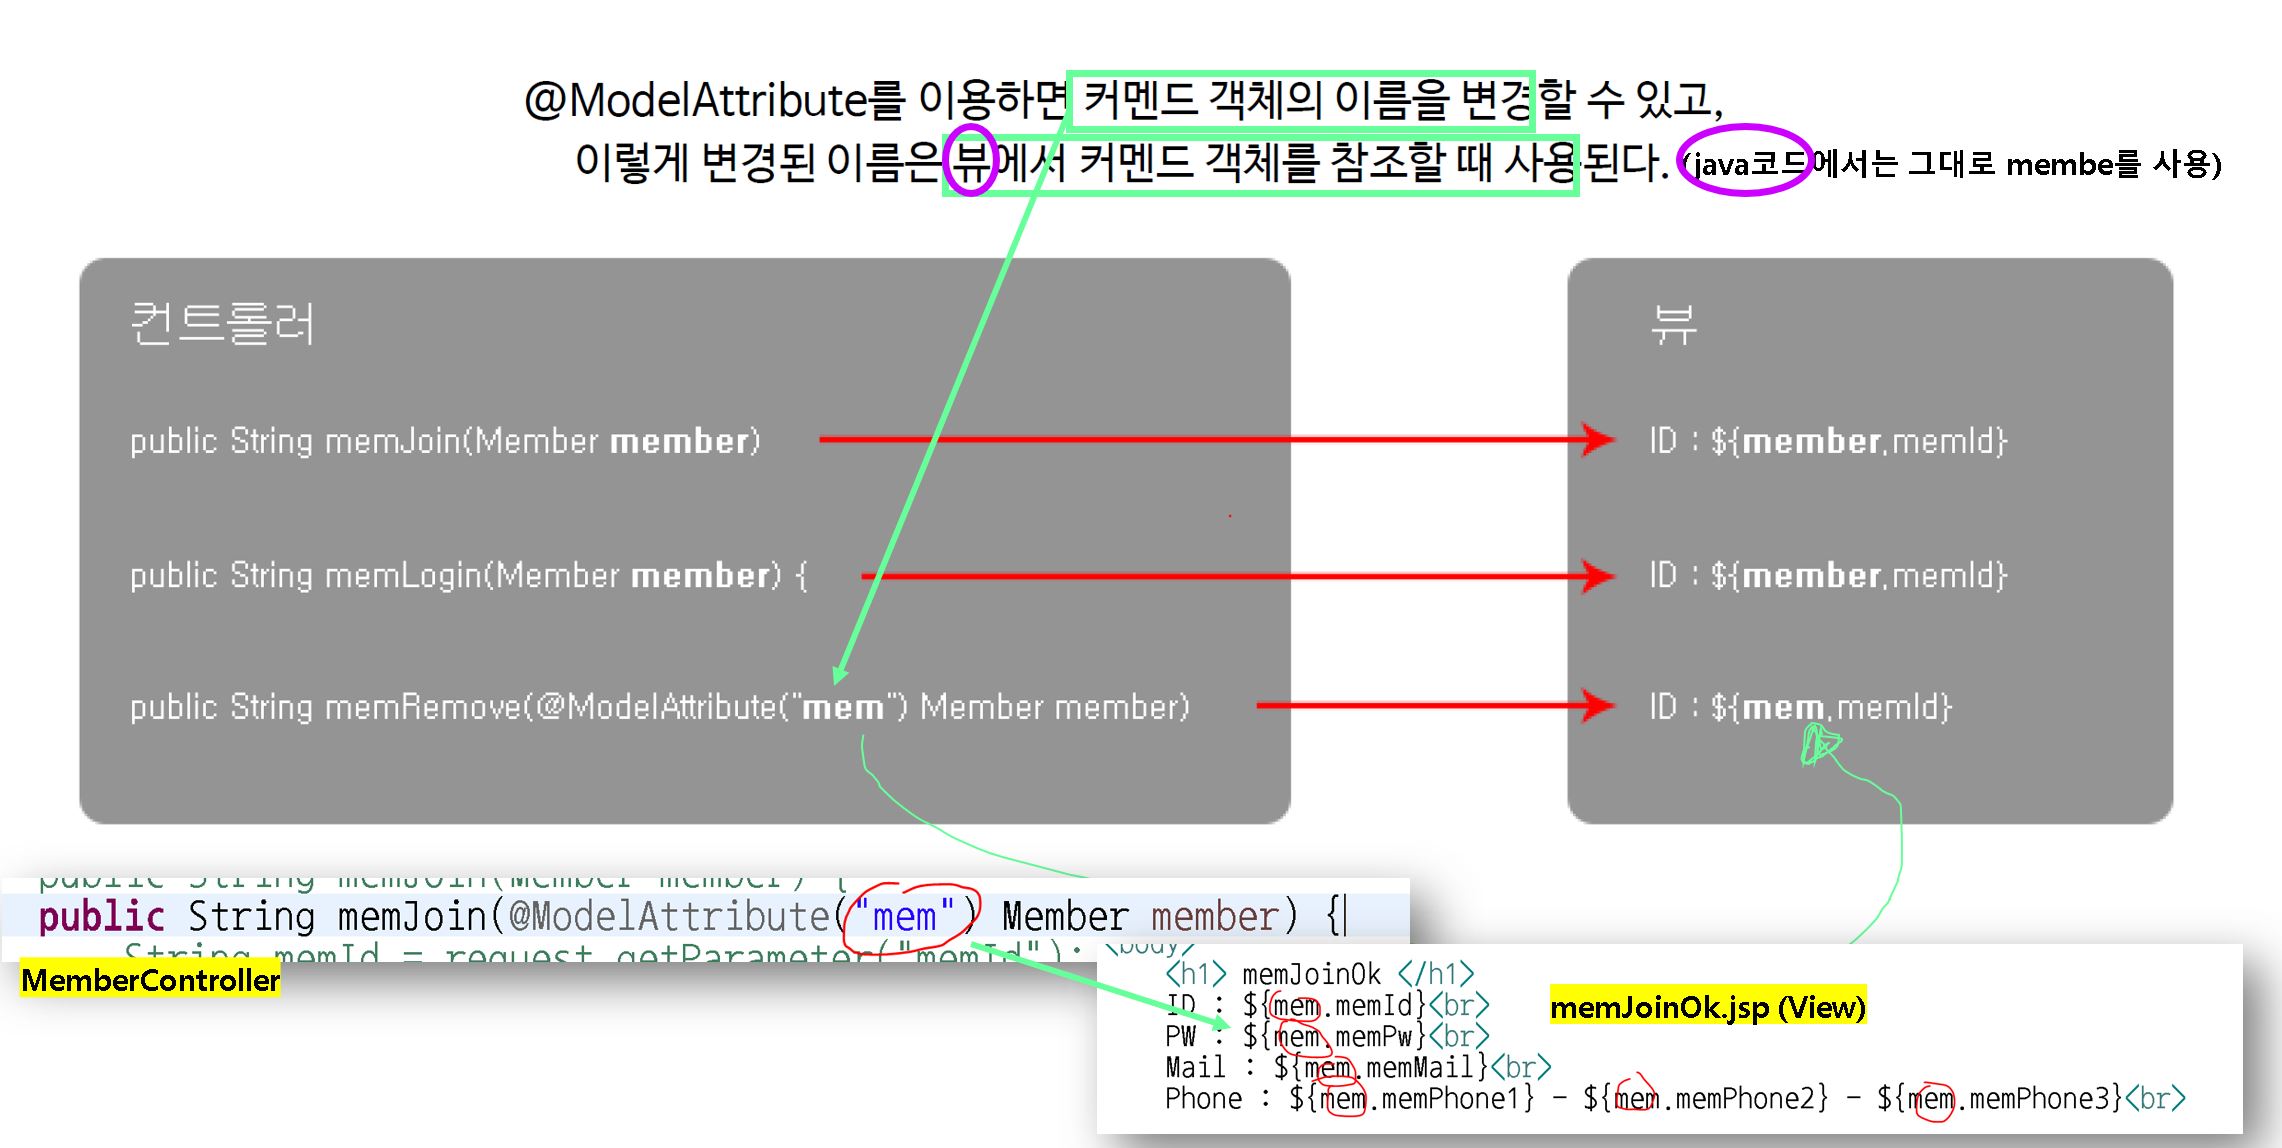 @ModelAttribute를 이용하면 커멘드 객체의 이름을 변경할 수 있고,
이렇게 변경된 이름은 뷰에서 커멘드 객체를 참조할 때 사용된다. (java코드에서는 그대로 membe를 사용)
컨트롤러
public String memJoin(Member member)
public String memLogin(Member member) {
public String memRemove(@ModelAttribute("mem") Member member)
뷰
ID : ${member.memId}
ID : ${member.memId}
ID : ${mem.memId}
public String memJoin(Member member) {
public String memJoin(@ModelAttribute("mem") Member member) {
String memId = request.getParameter("memId");
MemberController
<body>
<h1> memJoinOk </h1>
ID : ${mem.memId}<br>
PW : ${mem.memPw}<br>
Mail : ${mem.memMail}<br>
Phone : ${mem.memPhone1} - ${mem.memPhone2} - ${mem.memPhone3}<br>
memJoinOk.jsp (View)